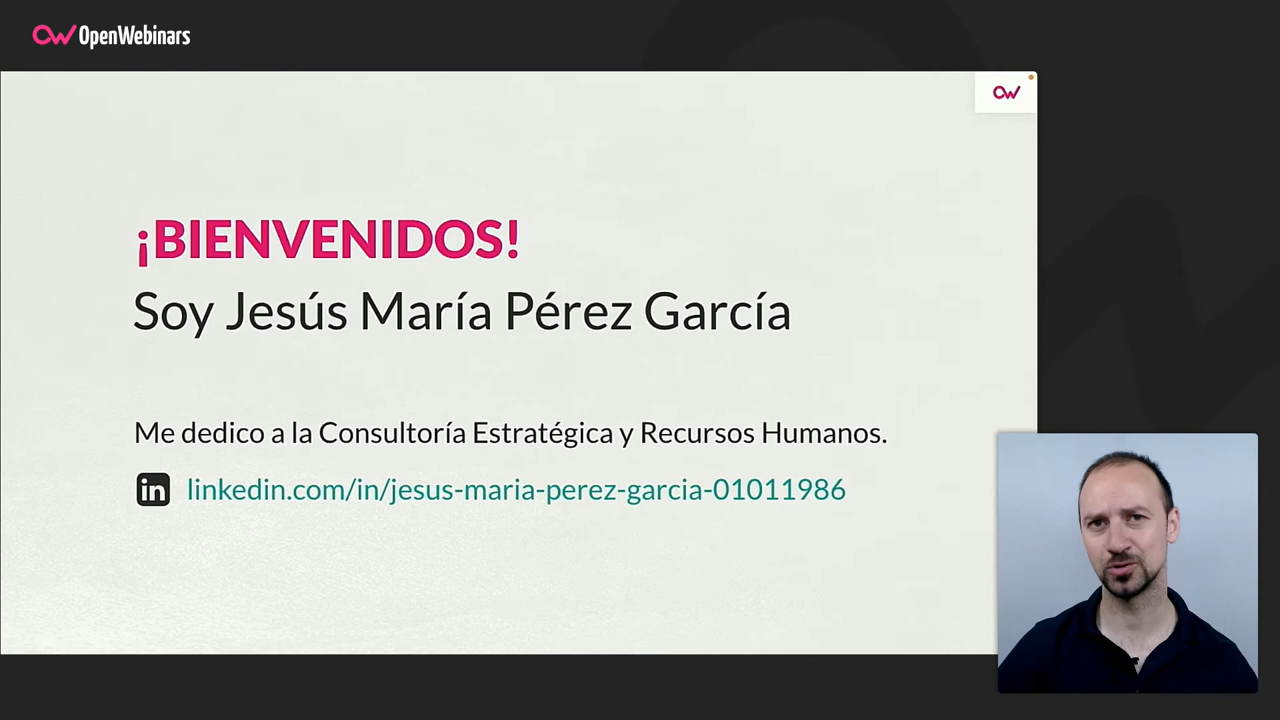 OpenWebinars
¡BIENVENIDOS!
Soy Jesús María Pérez García
Me dedico a la Consultoría Estratégica y Recursos Humanos.
in linkedin.com/in/jesus-maria-perez-garcia-01011986